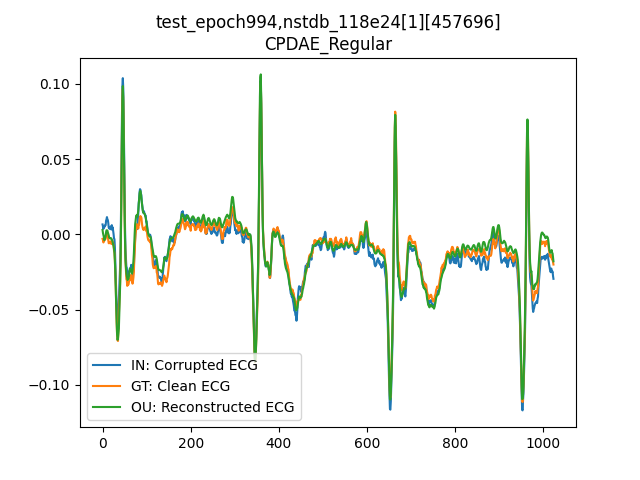 test_epoch994,nstdb_118e24[1][457696]
CPDAE_Regular
0.10
0.05
0.00
−0.05
−0.10
IN: Corrupted ECG
GT: Clean ECG
OU: Reconstructed ECG
0 200 400 600 800 1000